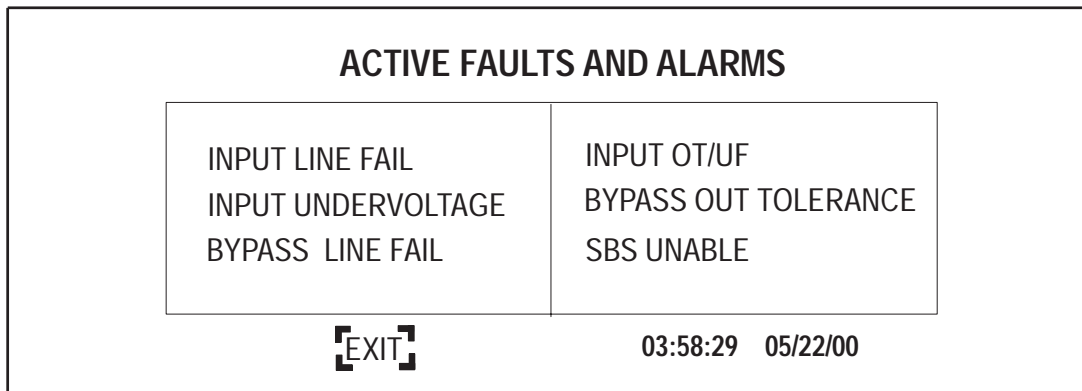 ACTIVE FAULTS AND ALARMS
INPUT LINE FAIL
INPUT UNDERVOLTAGE
BYPASS LINE FAIL
INPUT OT/UF
BYPASS OUT TOLERANCE
SBS UNABLE
EXIT
03:58:29 05/22/00